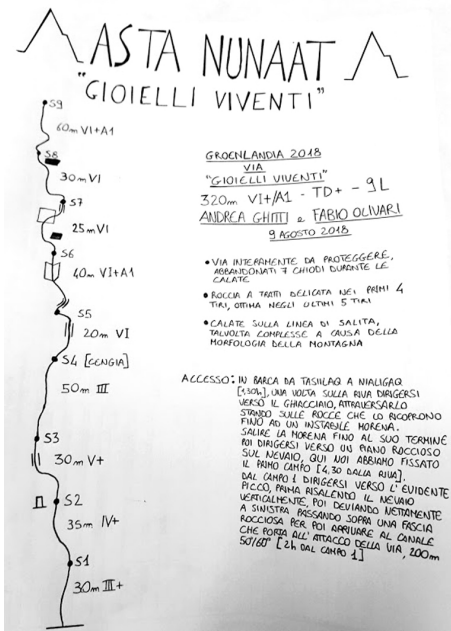 ASTA NUNAAT
"GIOIELLI VIVENTI"
S9
60m VI+A1
S8
30m VI
S7
25m VI
S6
40m VI+A1
S5
20m VI
S4 [CENGIA]
50m III
S3
30m V+
S2
35m IV+
S1
30m III+
GROENLANDIA 2018
VIA
"GIOIELLI VIVENTI"
320m VI+/A1 - TD+ - 9L
ANDREA GHITTI e FABIO OLIVARI
9 AGOSTO 2018
• VIA INTERAMENTE DA PROTEGGERE,
ABBANDONATI 7 CHIODI DURANTE LE
CALATE
• ROCCIA A TRATTI DELICATA NEI PRIMI 4
TIRI, OTTIMA NEGLI ULTIMI 5 TIRI
• CALATE SULLA LINEA DI SALITA,
TALVOLTA COMPLESSE A CAUSA DELLA
MORFOLOGIA DELLA MONTAGNA
ACCESSO: IN BARCA DA TASIILAQ A NIALIGAQ
[1,30h], UNA VOLTA SULLA RIVA DIRIGERSI
VERSO IL GHIACCIAIO, ATTRAVERSARLO
STANDO SULLE ROCCE CHE LO RICOPRONO
FINO AD UN INSTABILE MORENA.
SALIRE LA MORENA FINO AL SUO TERMINE
POI DIRIGERSI VERSO UN PIANO ROCCIOSO
SUL NEVAIO, QUI NOI ABBIAMO FISSATO
IL PRIMO CAMPO [4,30 DALLA RIVA].
DAL CAMPO 1 DIRIGERSI VERSO L'EVIDENTE
PICCO, PRIMA RISALENDO IL NEVAIO
VERTICALMENTE, POI DEVIANDO NETTAMENTE
A SINISTRA PASSANDO SOPRA UNA FASCIA
ROCCIOSA PER POI ARRIVARE AL CANALE
CHE PORTA ALL'ATTACCO DELLA VIA, 200m
50°/60° [2h DAL CAMPO 1]